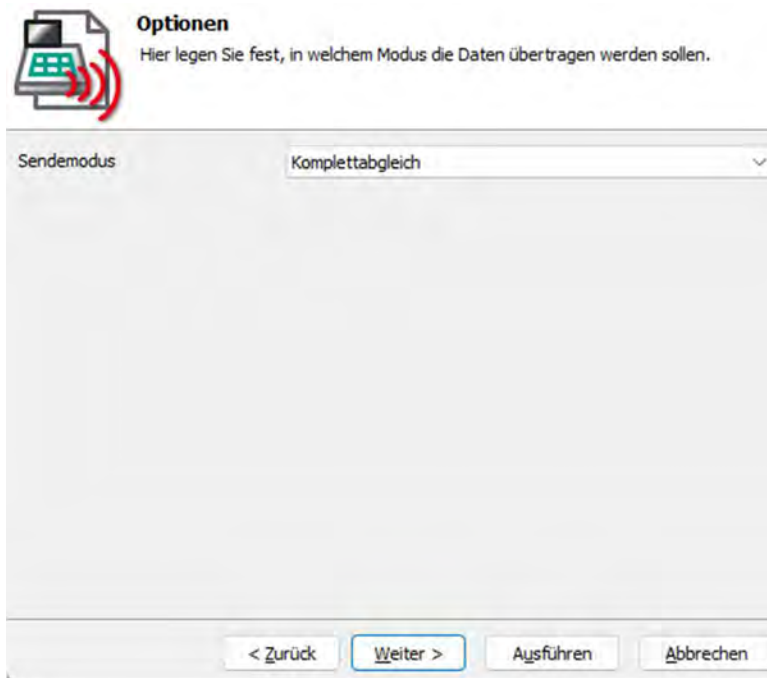 Optionen
Hier legen Sie fest, in welchem Modus die Daten übertragen werden sollen.
Sendemodus Komplettabgleich
< Zurück Weiter > Ausführen Abbrechen